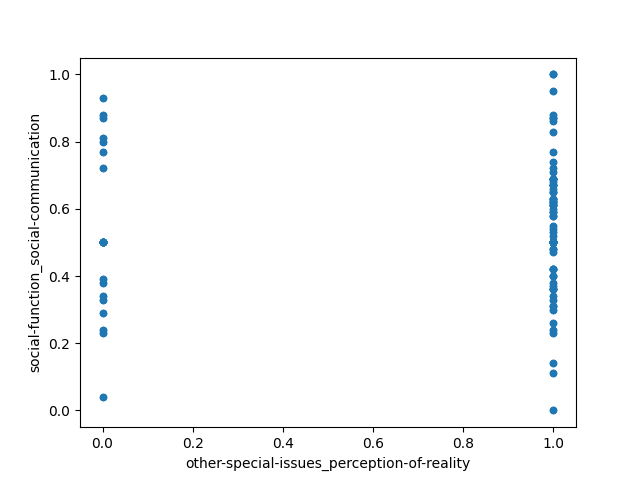 1.0
0.8
0.6
0.4
0.2
0.0
social-function_social-communication
0.0 0.2 0.4 0.6 0.8 1.0
other-special-issues_perception-of-reality